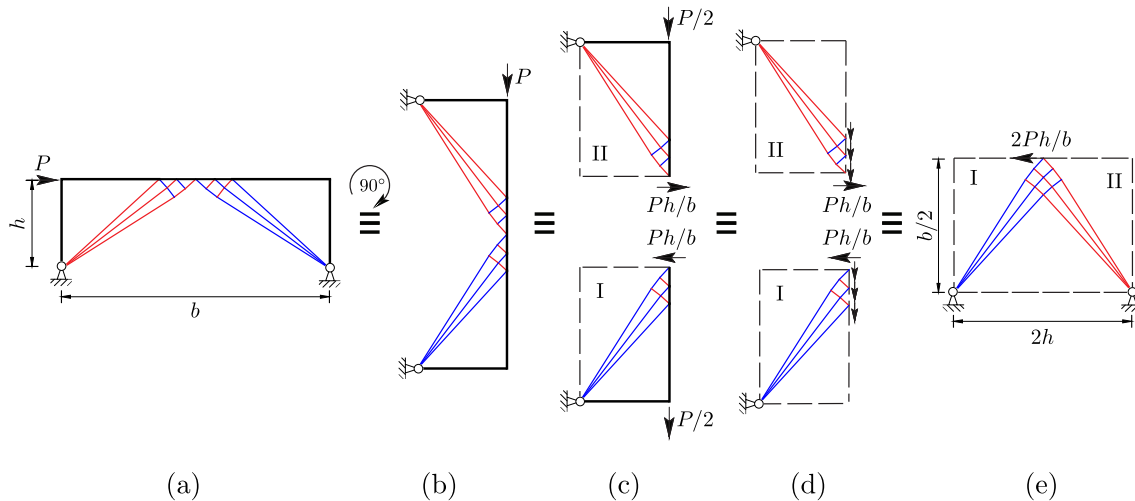 P
h
b
90°
≡
P
≡
P/2
II
Ph/b
Ph/b
I
P/2
≡
II
Ph/b
Ph/b
I
≡
2Ph/b
I
II
b/2
2h
(a)
(b)
(c)
(d)
(e)